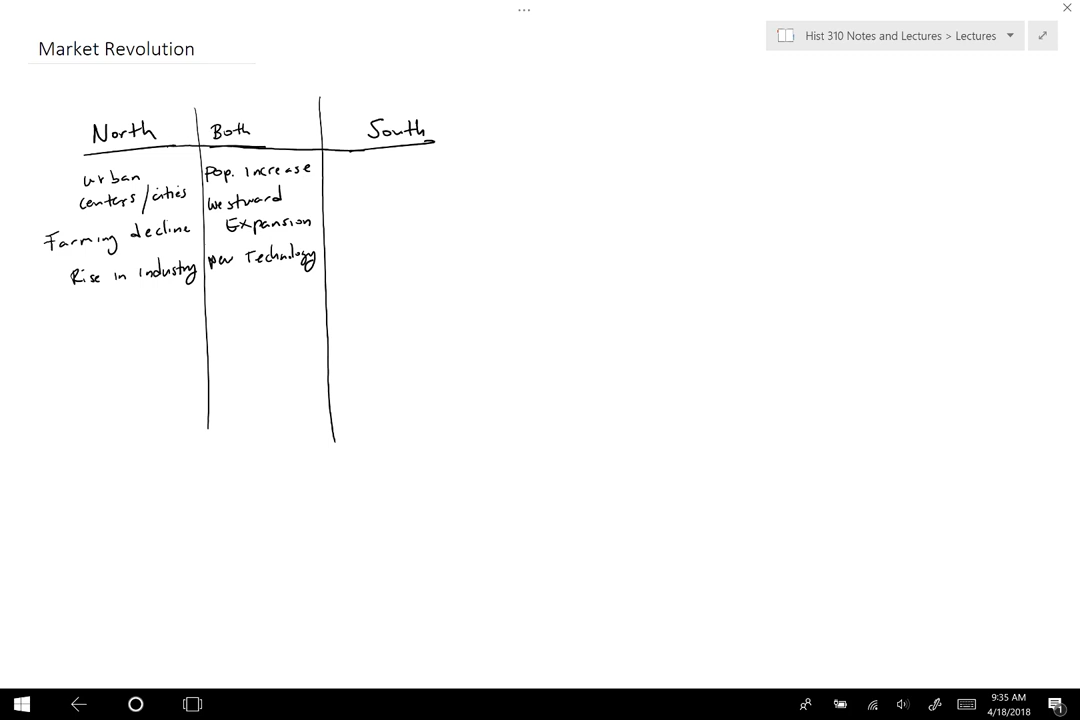 Market Revolution
Hist 310 Notes and Lectures > Lectures
North
Both
South
urban
centers/cities
Farming decline
Rise in industry
Pop. increase
Westward
Expansion
new Technology
9:35 AM
4/18/2018
1